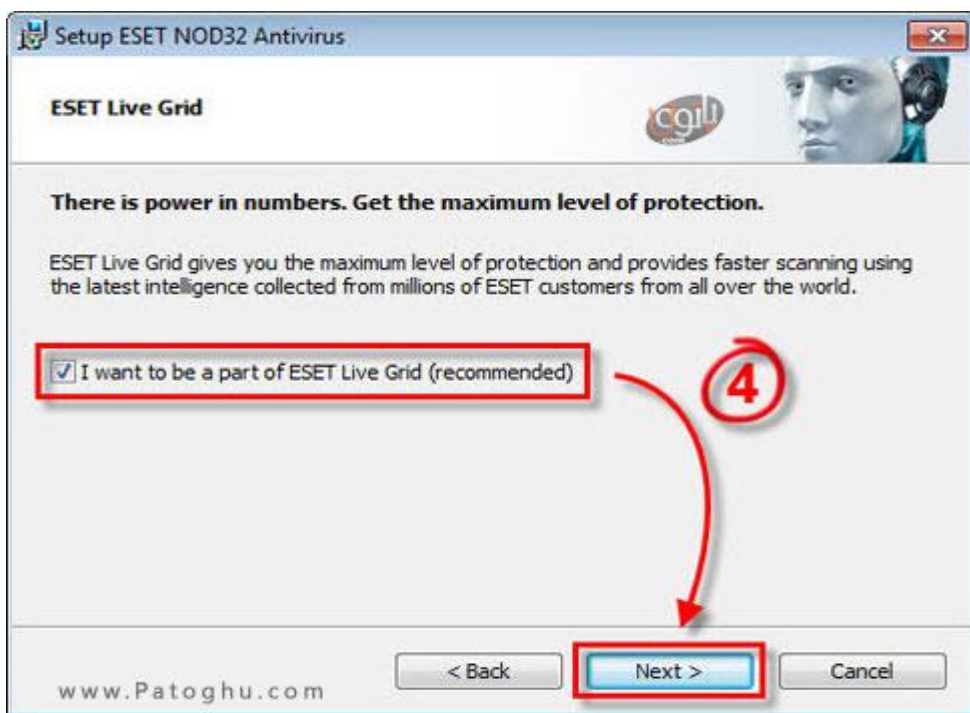 Setup ESET NOD32 Antivirus
ESET Live Grid
There is power in numbers. Get the maximum level of protection.
ESET Live Grid gives you the maximum level of protection and provides faster scanning using
the latest intelligence collected from millions of ESET customers from all over the world.
I want to be a part of ESET Live Grid (recommended)
4
< Back
Next >
Cancel
www.Patoghu.com